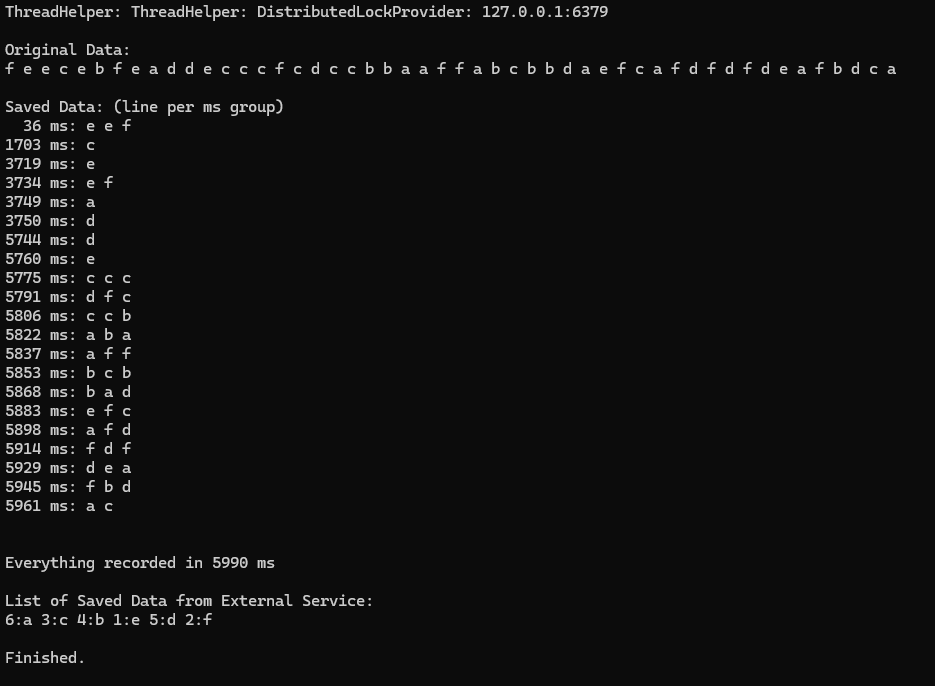 ThreadHelper: ThreadHelper: DistributedLockProvider: 127.0.0.1:6379
Original Data:
f e e c e b f e a d d e c c c f c d c c b b a a f f a b c b b d a e f c a f d f d f d e a f b d c a
Saved Data: (line per ms group)
36 ms: e e f
1703 ms: c
3719 ms: e
3734 ms: e f
3749 ms: a
3750 ms: d
5744 ms: d
5760 ms: e
5775 ms: c c c
5791 ms: d f c
5806 ms: c c b
5822 ms: a b a
5837 ms: a f f
5853 ms: b c b
5868 ms: b a d
5883 ms: e f c
5898 ms: a f d
5914 ms: f d f
5929 ms: d e a
5945 ms: f b d
5961 ms: a c
Everything recorded in 5990 ms
List of Saved Data from External Service:
6:a 3:c 4:b 1:e 5:d 2:f
Finished.